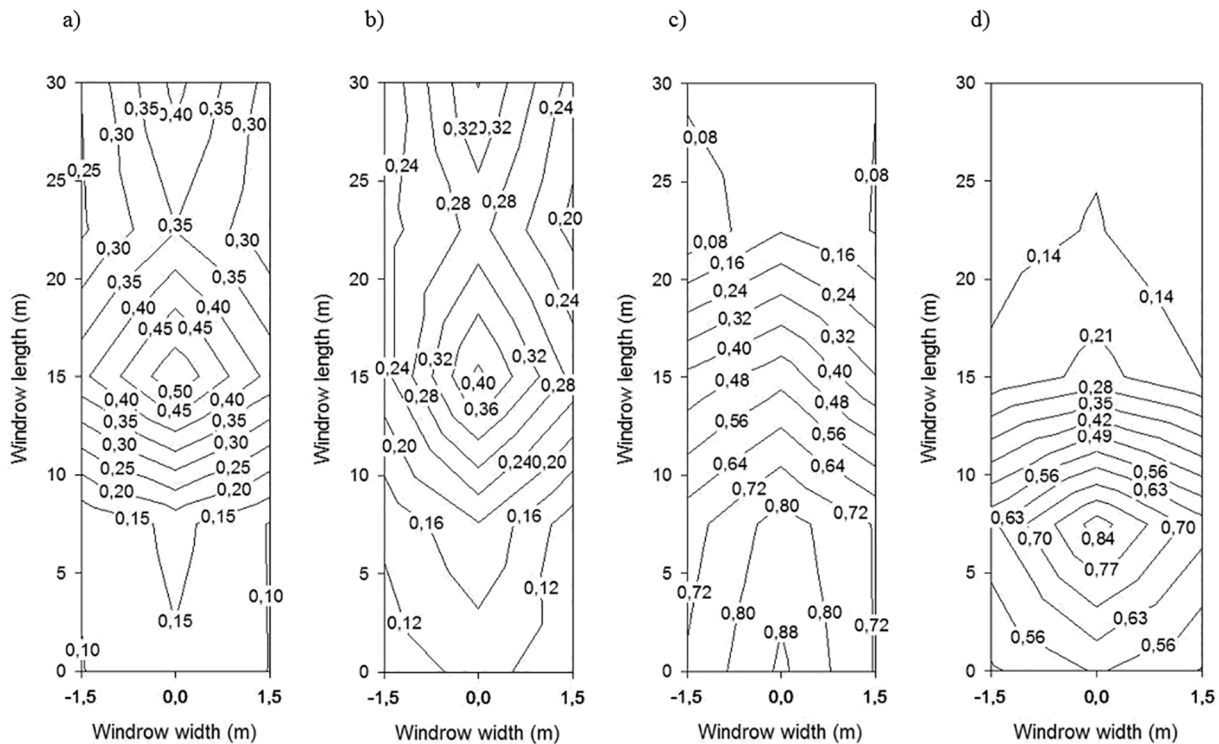 a) b) c) d)
30 30 30 30
0,35 0,35 0,24 0,08
0,40 0,32 0,32
0,30 0,30 0,24
25 25 25 25
0,25 0,28 0,28 0,08
0,35 0,20
0,30 0,30 0,08 0,16 0,14
20 20 20 20
0,35 0,35 0,16 0,14
0,40 0,40 0,24 0,24 0,24
0,45 0,45 0,32 0,32 0,32 0,21
0,24 0,32 0,40 0,40
15 15 15 15
0,50 0,40 0,28 0,48 0,28
0,40 0,45 0,40 0,28 0,36 0,48 0,35
0,35 0,35 0,56 0,42
0,30 0,30 0,20 0,56 0,49
0,25 0,25 0,24 0,20 0,64 0,64 0,56
10 10 10 10
0,20 0,20 0,72 0,63
0,15 0,15 0,16 0,16 0,80 0,72 0,63 0,70
0,70 0,84
5 5 5 5
0,77
0,10 0,12 0,72
0,15 0,12 0,80 0,80 0,63
0,10 0,88 0,72 0,56 0,56
0 0 0 0
-1,5 0,0 1,5 -1,5 0,0 1,5 -1,5 0,0 1,5 -1,5 0,0 1,5
Windrow width (m) Windrow width (m) Windrow width (m) Windrow width (m)
Windrow length (m)
Windrow length (m)
Windrow length (m)
Windrow length (m)